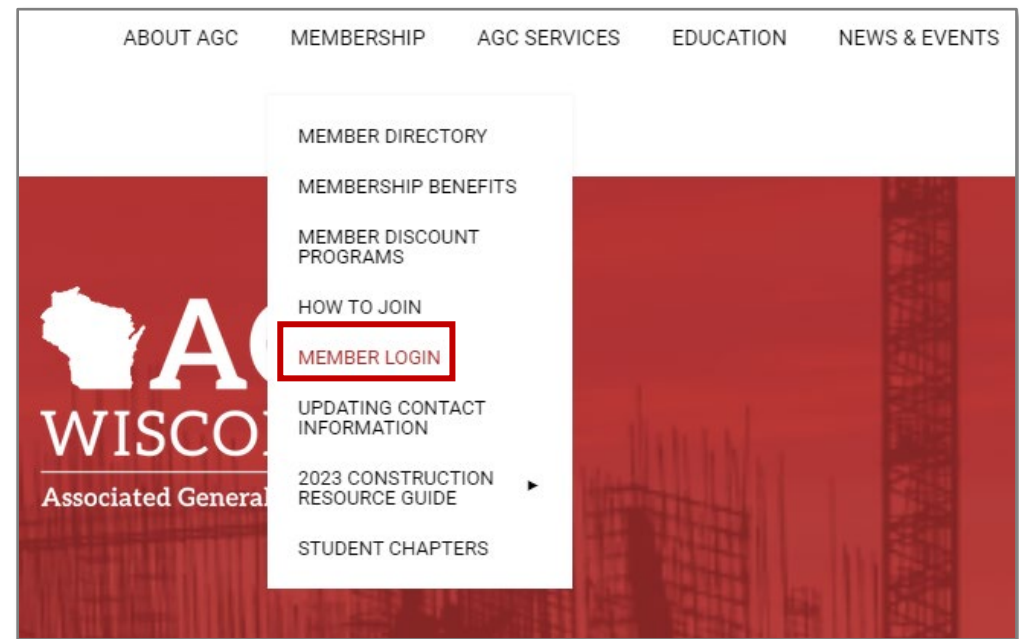 ABOUT AGC MEMBERSHIP AGC SERVICES EDUCATION NEWS & EVENTS
MEMBER DIRECTORY
MEMBERSHIP BENEFITS
MEMBER DISCOUNT
PROGRAMS
HOW TO JOIN
MEMBER LOGIN
UPDATING CONTACT
INFORMATION
2023 CONSTRUCTION
RESOURCE GUIDE
STUDENT CHAPTERS
Associated General